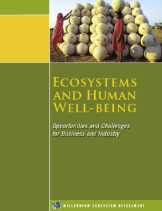 ECOSYSTEMS
AND HUMAN
WELL-BEING
Opportunities and Challenges
for Business and Industry
MILLENNIUM ECOSYSTEM ASSESSMENT